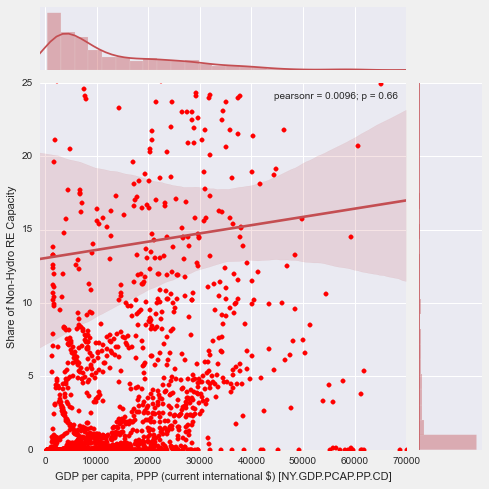 25
pearsonr = 0.0096; p = 0.66
20
15
10
5
0
Share of Non-Hydro RE Capacity
0 10000 20000 30000 40000 50000 60000 70000
GDP per capita, PPP (current international $) [NY.GDP.PCAP.PP.CD]